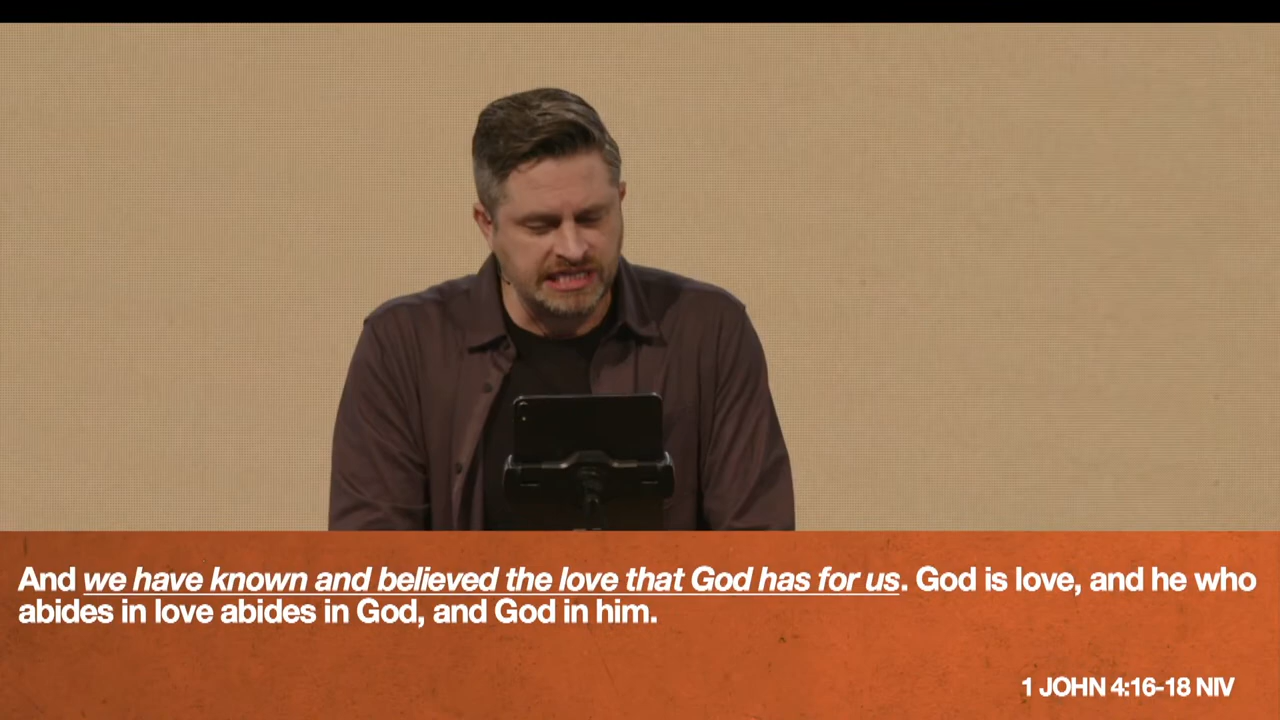 And we have known and believed the love that God has for us. God is love, and he who
abides in love abides in God, and God in him.
1 JOHN 4:16-18 NIV